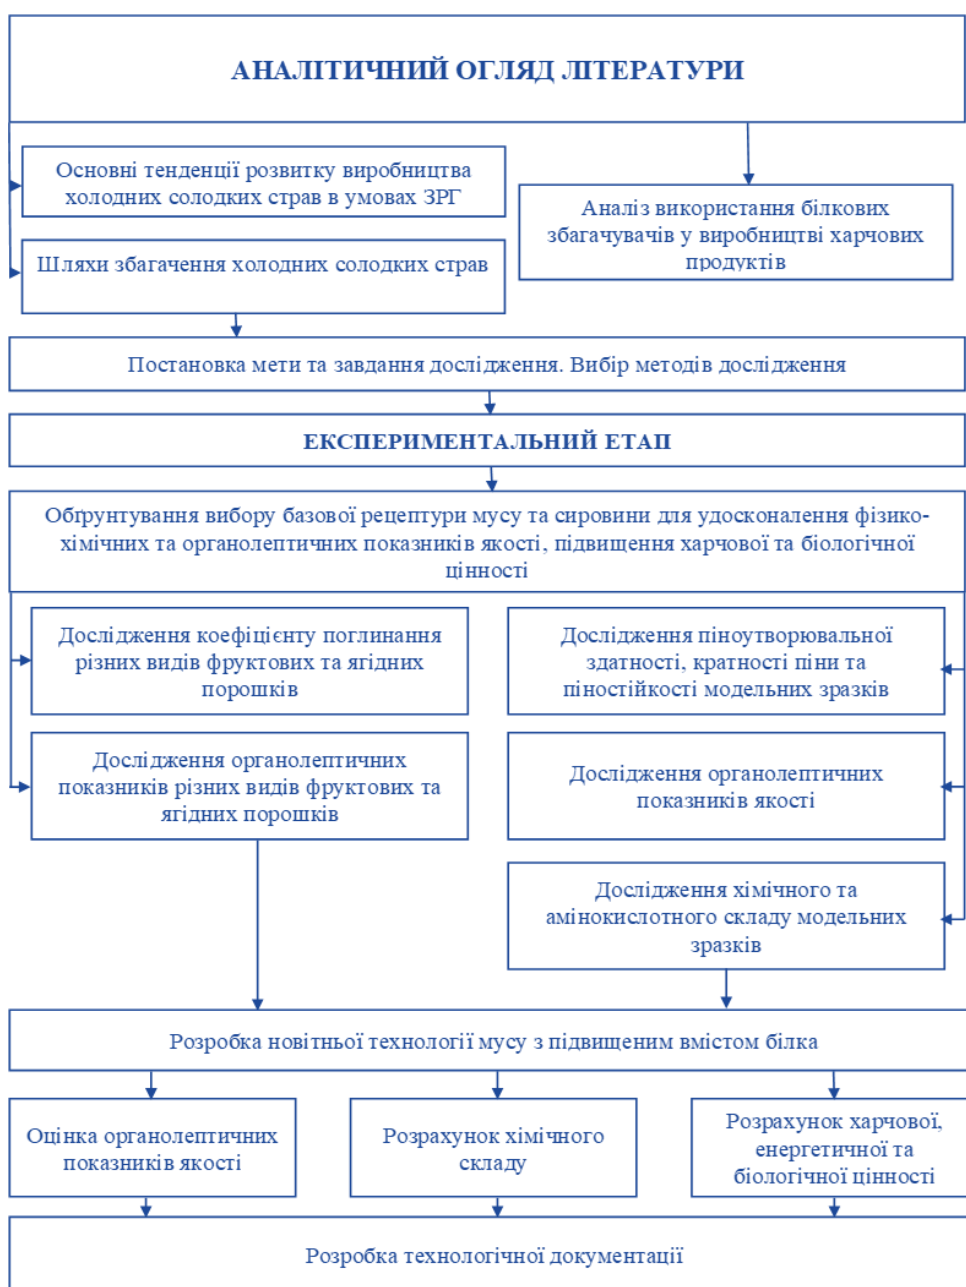 АНАЛІТИЧНИЙ ОГЛЯД ЛІТЕРАТУРИ
Основні тенденції розвитку виробництва
холодних солодких страв в умовах ЗРГ
Шляхи збагачення холодних солодких страв
Аналіз використання білкових
збагачувачів у виробництві харчових
продуктів
Постановка мети та завдання дослідження. Вибір методів дослідження
ЕКСПЕРИМЕНТАЛЬНИЙ ЕТАП
Обґрунтування вибору базової рецептури мусу та сировини для удосконалення фізико-
хімічних та органолептичних показників якості, підвищення харчової та біологічної
цінності
Дослідження коефіцієнту поглинання
різних видів фруктових та ягідних
порошків
Дослідження органолептичних
показників різних видів фруктових та
ягідних порошків
Дослідження піноутворювальної
здатності, кратності піни та
піностійкості модельних зразків
Дослідження органолептичних
показників якості
Дослідження хімічного та
амінокислотного складу модельних
зразків
Розробка новітньої технології мусу з підвищеним вмістом білка
Оцінка органолептичних
показників якості
Розрахунок хімічного
складу
Розрахунок харчової,
енергетичної та
біологічної цінності
Розробка технологічної документації